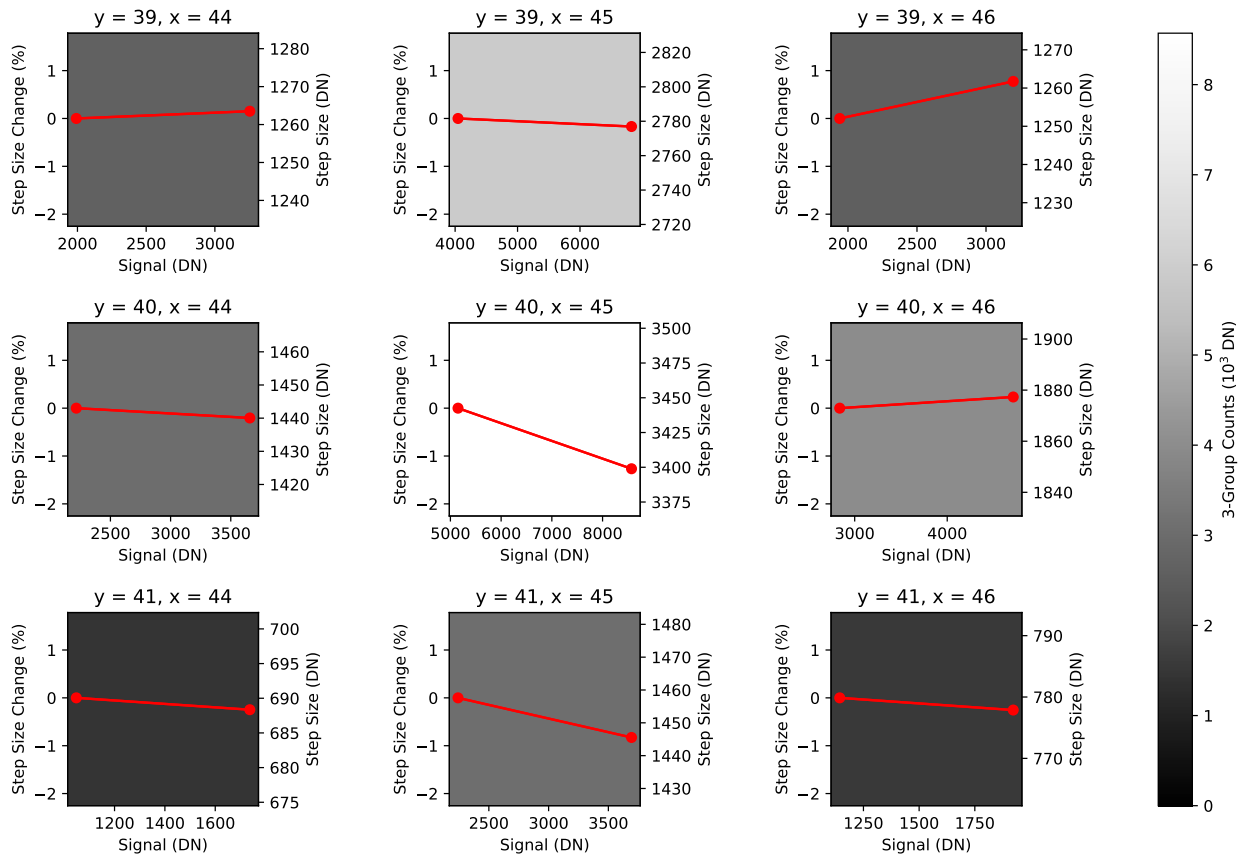 y = 39, x = 44
Step Size Change (%)
1
0
−1
−2
2000 2500 3000
Signal (DN)
1280
1270
1260
1250
1240
Step Size (DN)
y = 39, x = 45
Step Size Change (%)
1
0
−1
−2
4000 5000 6000
Signal (DN)
2820
2800
2780
2760
2740
2720
Step Size (DN)
y = 39, x = 46
Step Size Change (%)
1
0
−1
−2
2000 2500 3000
Signal (DN)
1270
1260
1250
1240
1230
Step Size (DN)
y = 40, x = 44
Step Size Change (%)
1
0
−1
−2
2500 3000 3500
Signal (DN)
1460
1450
1440
1430
1420
Step Size (DN)
y = 40, x = 45
Step Size Change (%)
1
0
−1
−2
5000 6000 7000 8000
Signal (DN)
3500
3475
3450
3425
3400
3375
Step Size (DN)
y = 40, x = 46
Step Size Change (%)
1
0
−1
−2
3000 4000
Signal (DN)
1900
1880
1860
1840
Step Size (DN)
y = 41, x = 44
Step Size Change (%)
1
0
−1
−2
1200 1400 1600
Signal (DN)
700
695
690
685
680
675
Step Size (DN)
y = 41, x = 45
Step Size Change (%)
1
0
−1
−2
2500 3000 3500
Signal (DN)
1480
1470
1460
1450
1440
1430
Step Size (DN)
y = 41, x = 46
Step Size Change (%)
1
0
−1
−2
1250 1500 1750
Signal (DN)
790
780
770
Step Size (DN)
8
7
6
5
4
3
2
1
0
3-Group Counts (10³ DN)